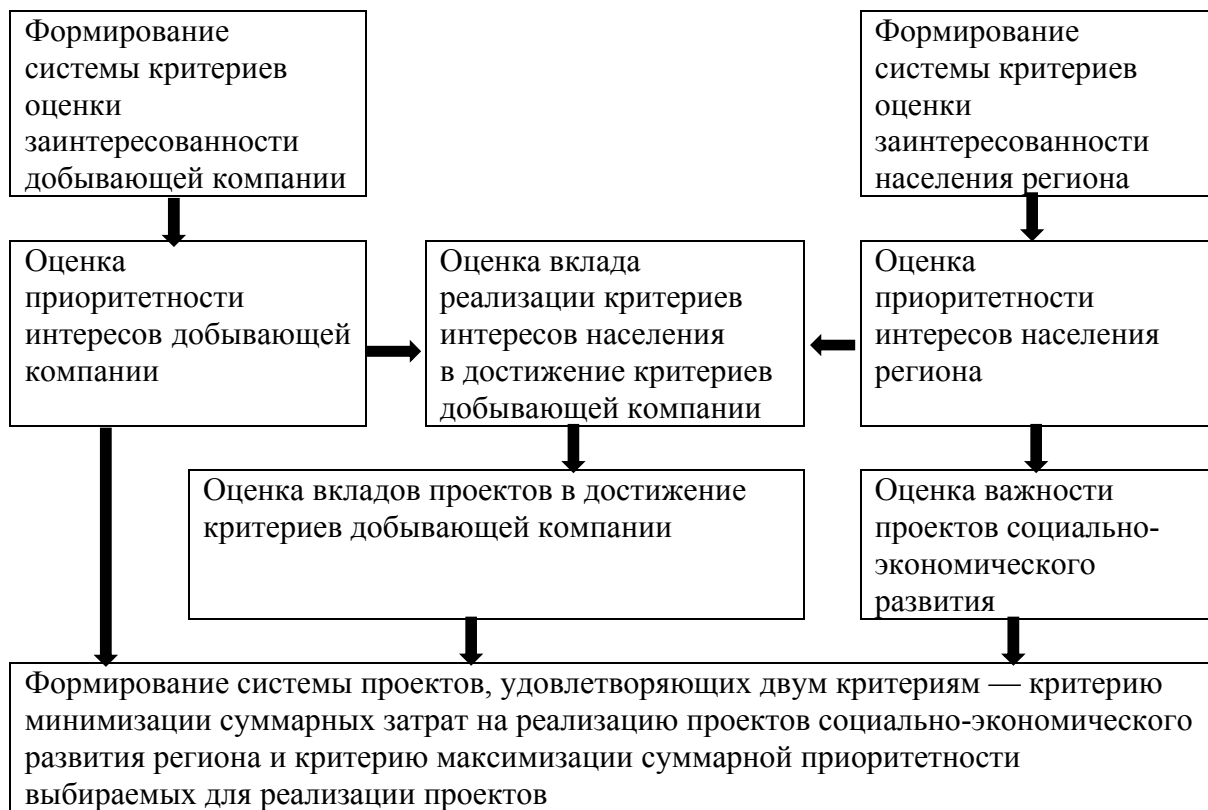 Формирование
системы критериев
оценки
заинтересованности
добывающей компании
Формирование
системы критериев
оценки
заинтересованности
населения региона
Оценка
приоритетности
интересов добывающей
компании
Оценка вклада
реализации критериев
интересов населения
в достижение критериев
добывающей компании
Оценка
приоритетности
интересов населения
региона
Оценка вкладов проектов в достижение
критериев добывающей компании
Оценка важности
проектов социально-
экономического
развития
Формирование системы проектов, удовлетворяющих двум критериям — критерию
минимизации суммарных затрат на реализацию проектов социально-экономического
развития региона и критерию максимизации суммарной приоритетности
выбираемых для реализации проектов